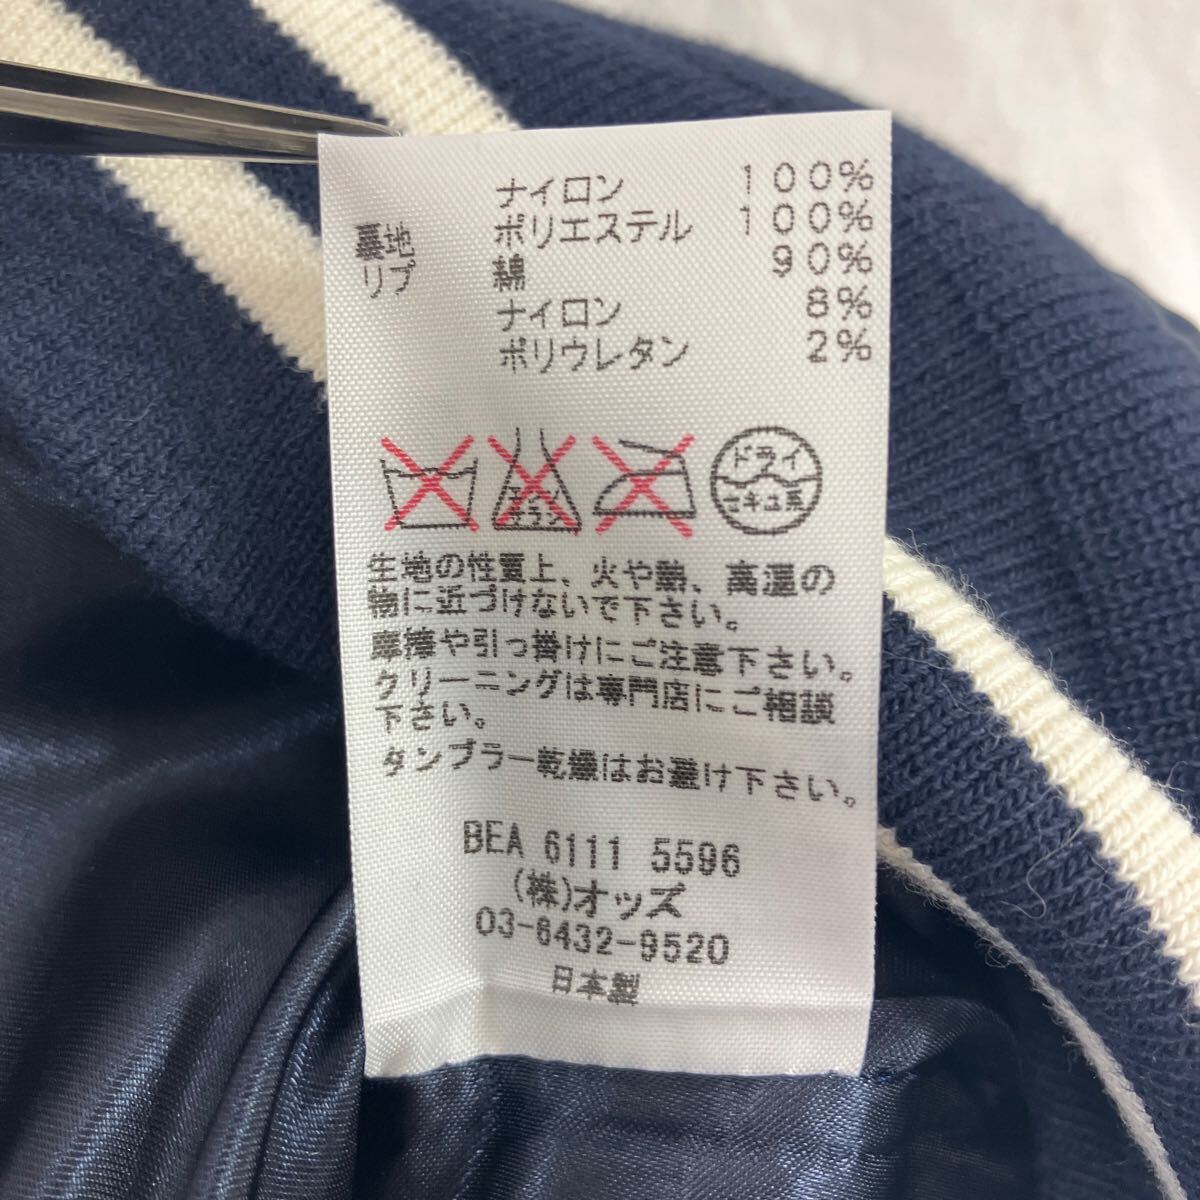 ナイロン 100%
裏地 ポリエステル 100%
リブ 綿 90%
ナイロン 8%
ポリウレタン 2%
エンソ
サラシ
ドライ
セキユ系
生地の性質上、火や熱、高温の
物に近づけないで下さい。
摩擦や引っ掛けにご注意下さい。
クリーニングは専門店にご相談
下さい。
タンブラー乾燥はお避け下さい。
BEA 6111 5596
(株)オッズ
03-6432-9520
日本製